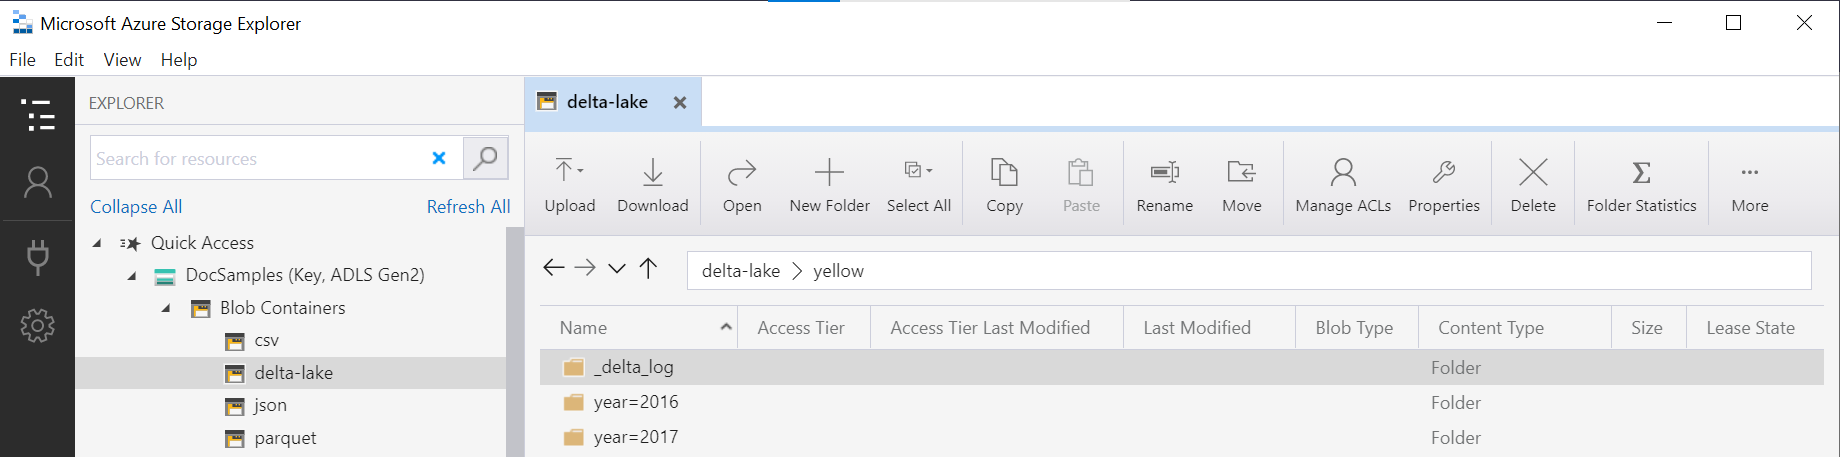 Microsoft Azure Storage Explorer
File Edit View Help
EXPLORER
Search for resources
Collapse All Refresh All
Quick Access
DocSamples (Key, ADLS Gen2)
Blob Containers
csv
delta-lake
json
parquet
delta-lake
Upload Download Open New Folder Select All Copy Paste Rename Move Manage ACLs Properties Delete Folder Statistics More
delta-lake > yellow
Name Access Tier Access Tier Last Modified Last Modified Blob Type Content Type Size Lease State
_delta_log Folder
year=2016 Folder
year=2017 Folder